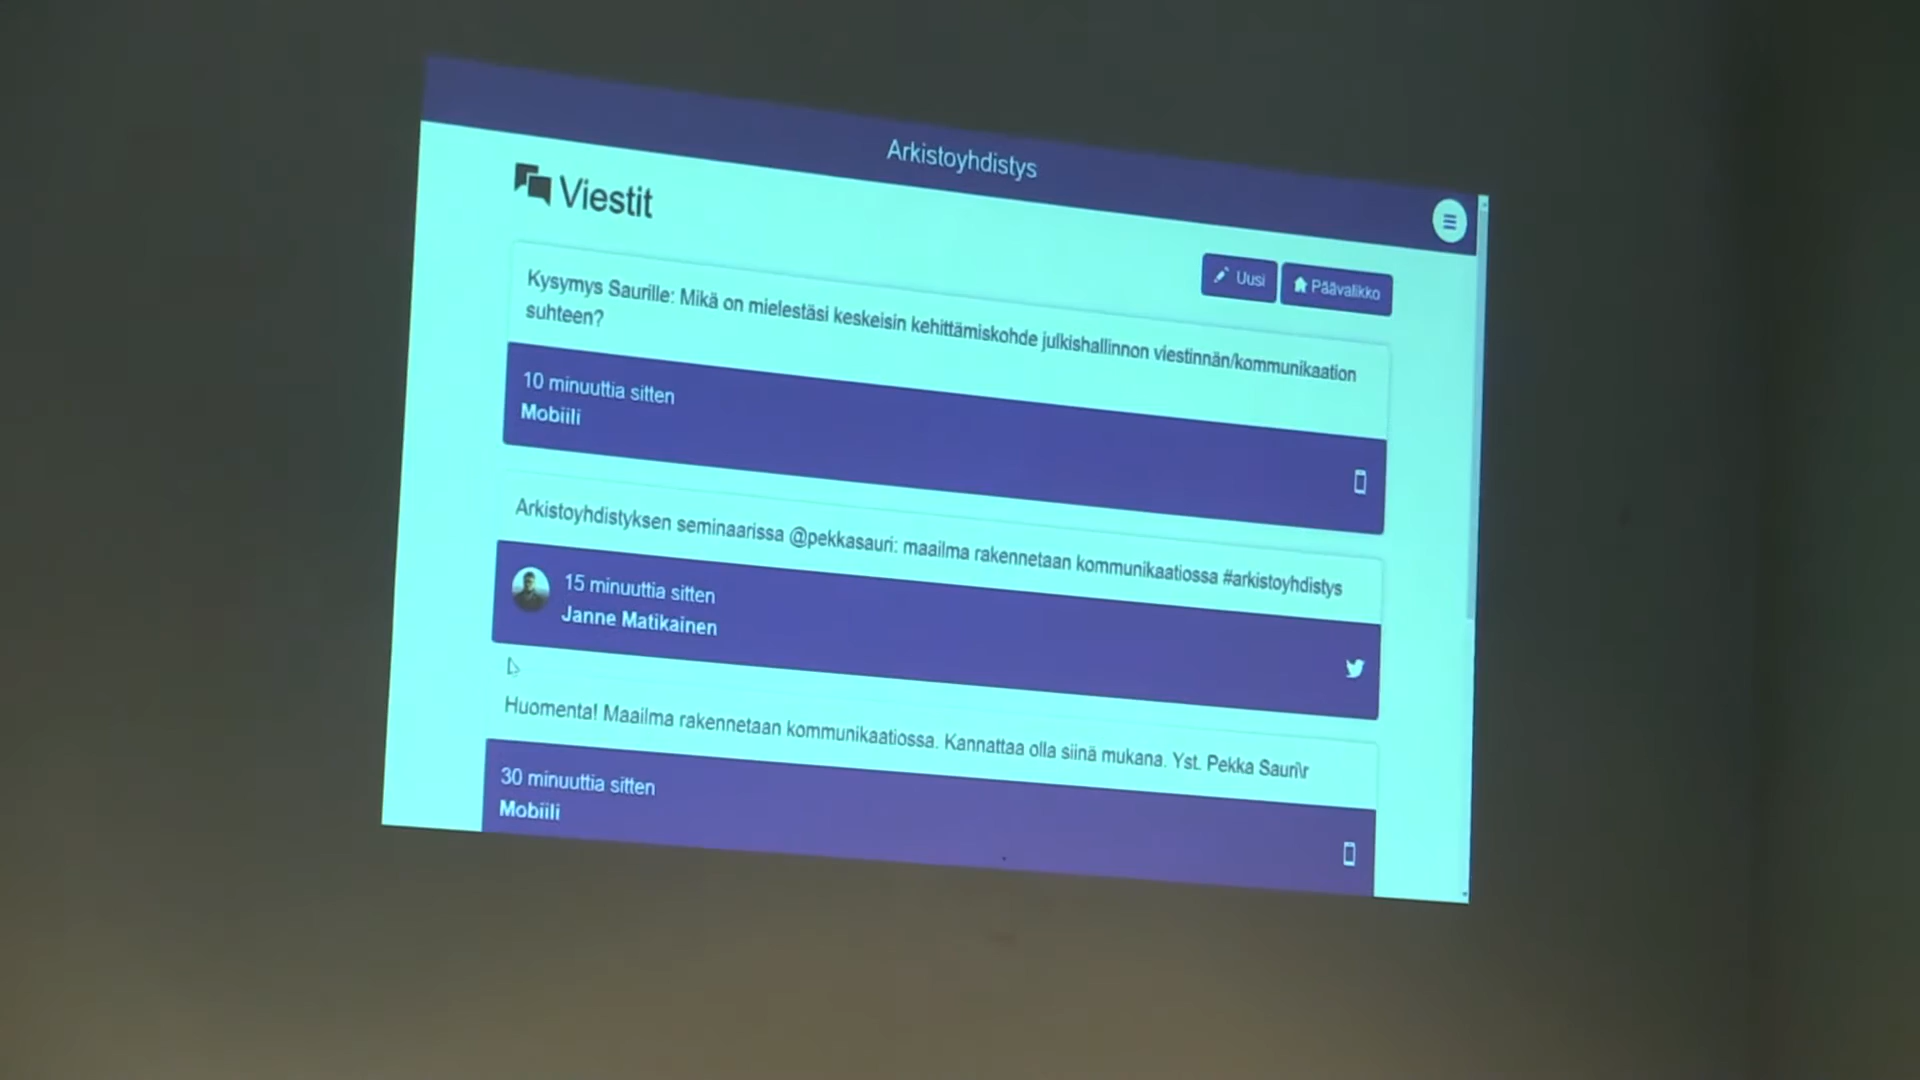 Arkistoyhdistys
Viestit
Uusi
Päävalikko
Kysymys Saurille: Mikä on mielestäsi keskeisin kehittämiskohde julkishallinnon viestinnän/kommunikaation
suhteen?
10 minuuttia sitten
Mobiili
Arkistoyhdistyksen seminaarissa @pekkasauri: maailma rakennetaan kommunikaatiossa #arkistoyhdistys
15 minuuttia sitten
Janne Matikainen
Huomenta! Maailma rakennetaan kommunikaatiossa. Kannattaa olla siinä mukana. Yst. Pekka Sauri\r
30 minuuttia sitten
Mobiili